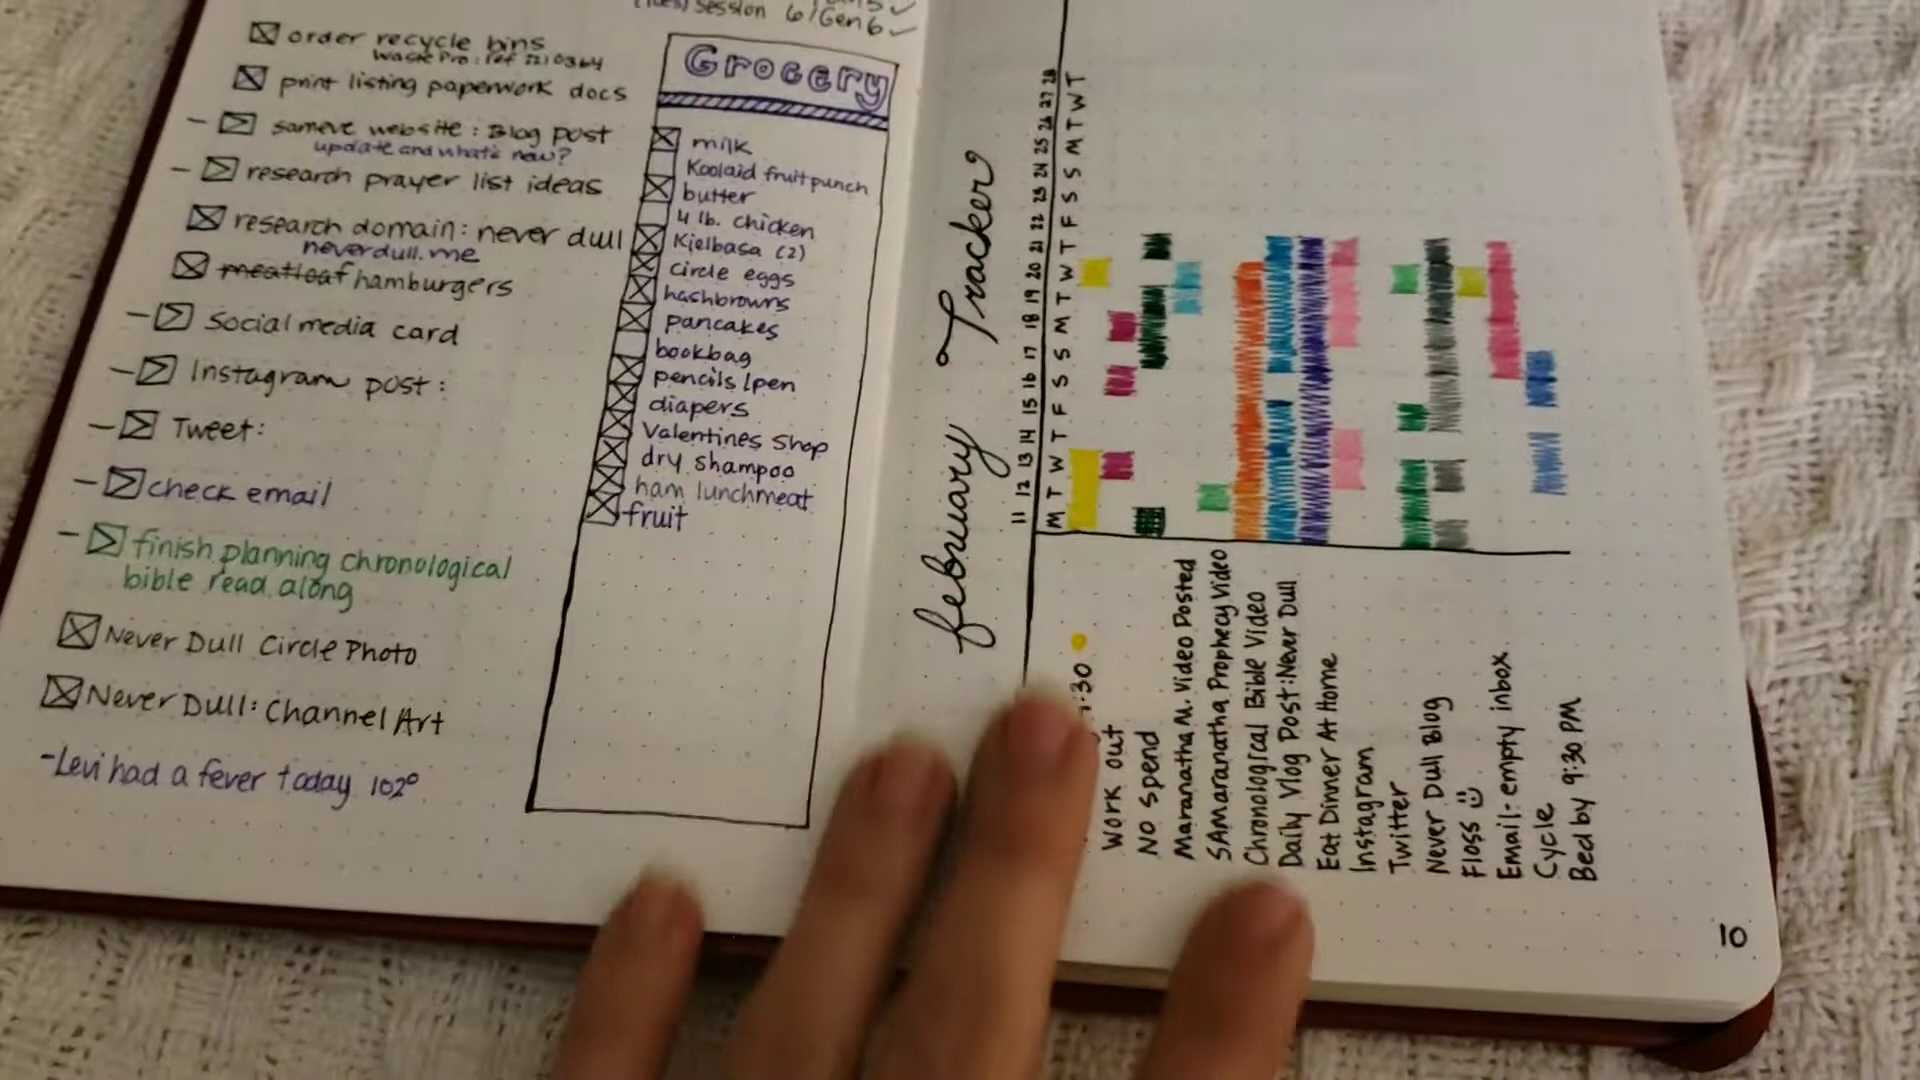 (Tues) Session 6/Gen 6 ✓
order recycle bins
Waste Pro: ref
print listing paperwork docs
website: Blog post
update and what's new?
research prayer list ideas
research domain: never dull
neverdull.me
meatloaf hamburgers
Social media card
Instagram post:
Tweet:
check email
finish planning chronological
bible read along
Never Dull Circle Photo
Never Dull: Channel Art
-Levi had a fever today 102°
Grocery
milk
Koolaid fruit punch
butter
4 lb. chicken
Kielbasa (2)
circle eggs
hashbrowns
pancakes
bookbag
pencils/pen
diapers
Valentines Shop
dry shampoo
ham lunchmeat
fruit
february Tracker
11 12 13 14 15 16 17 18 19 20 21 22 23 24 25 26 27 28
M T W T F S S M T W T F S S M T W T
:30
Work out
No Spend
Maranatha M. Video Posted
SAMaranatha Prophecy Video
Chronological Bible Video
Daily Vlog Post: Never Dull
Eat Dinner At Home
Instagram
Twitter
Never Dull Blog
Floss
Email-empty inbox
Cycle
Bed by 9:30 PM
10